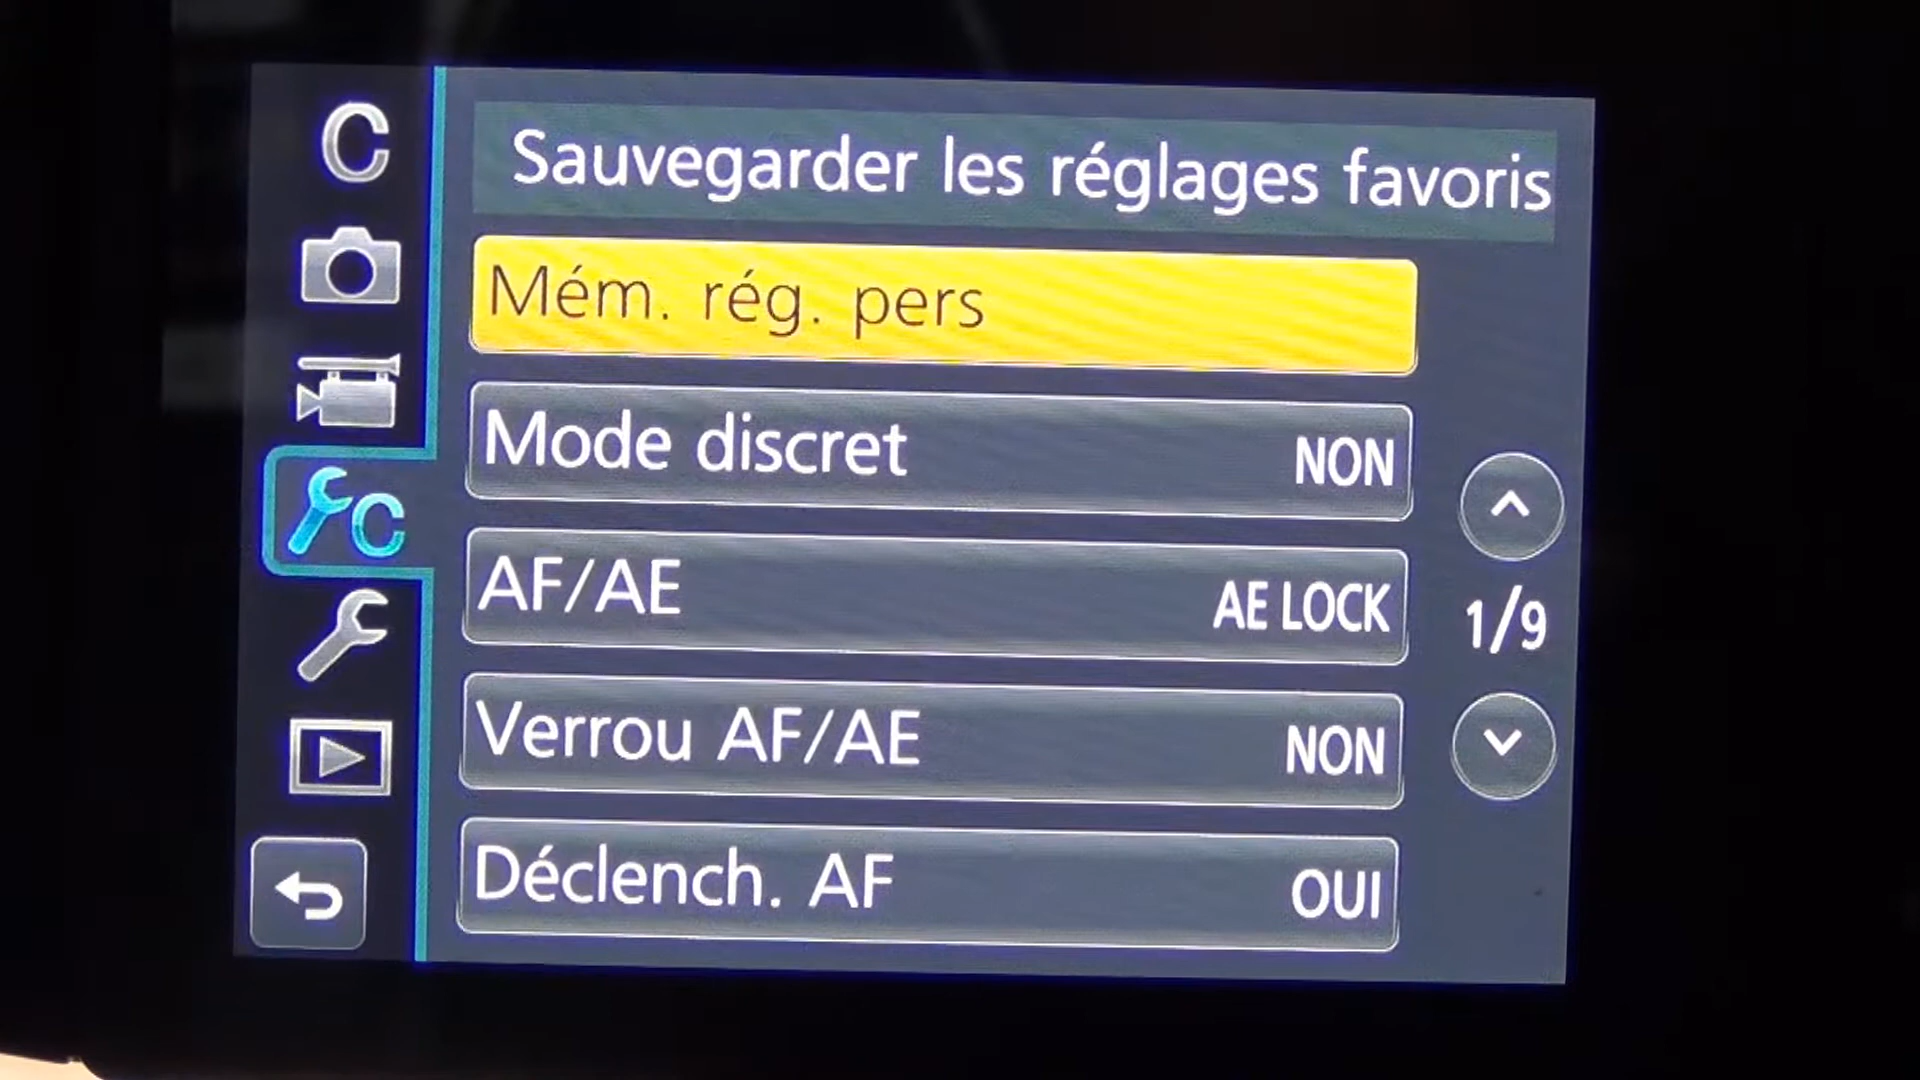 C
Sauvegarder les réglages favoris
Mém. rég. pers
Mode discret NON
AF/AE AE LOCK
C
1/9
Verrou AF/AE NON
Déclench. AF OUI